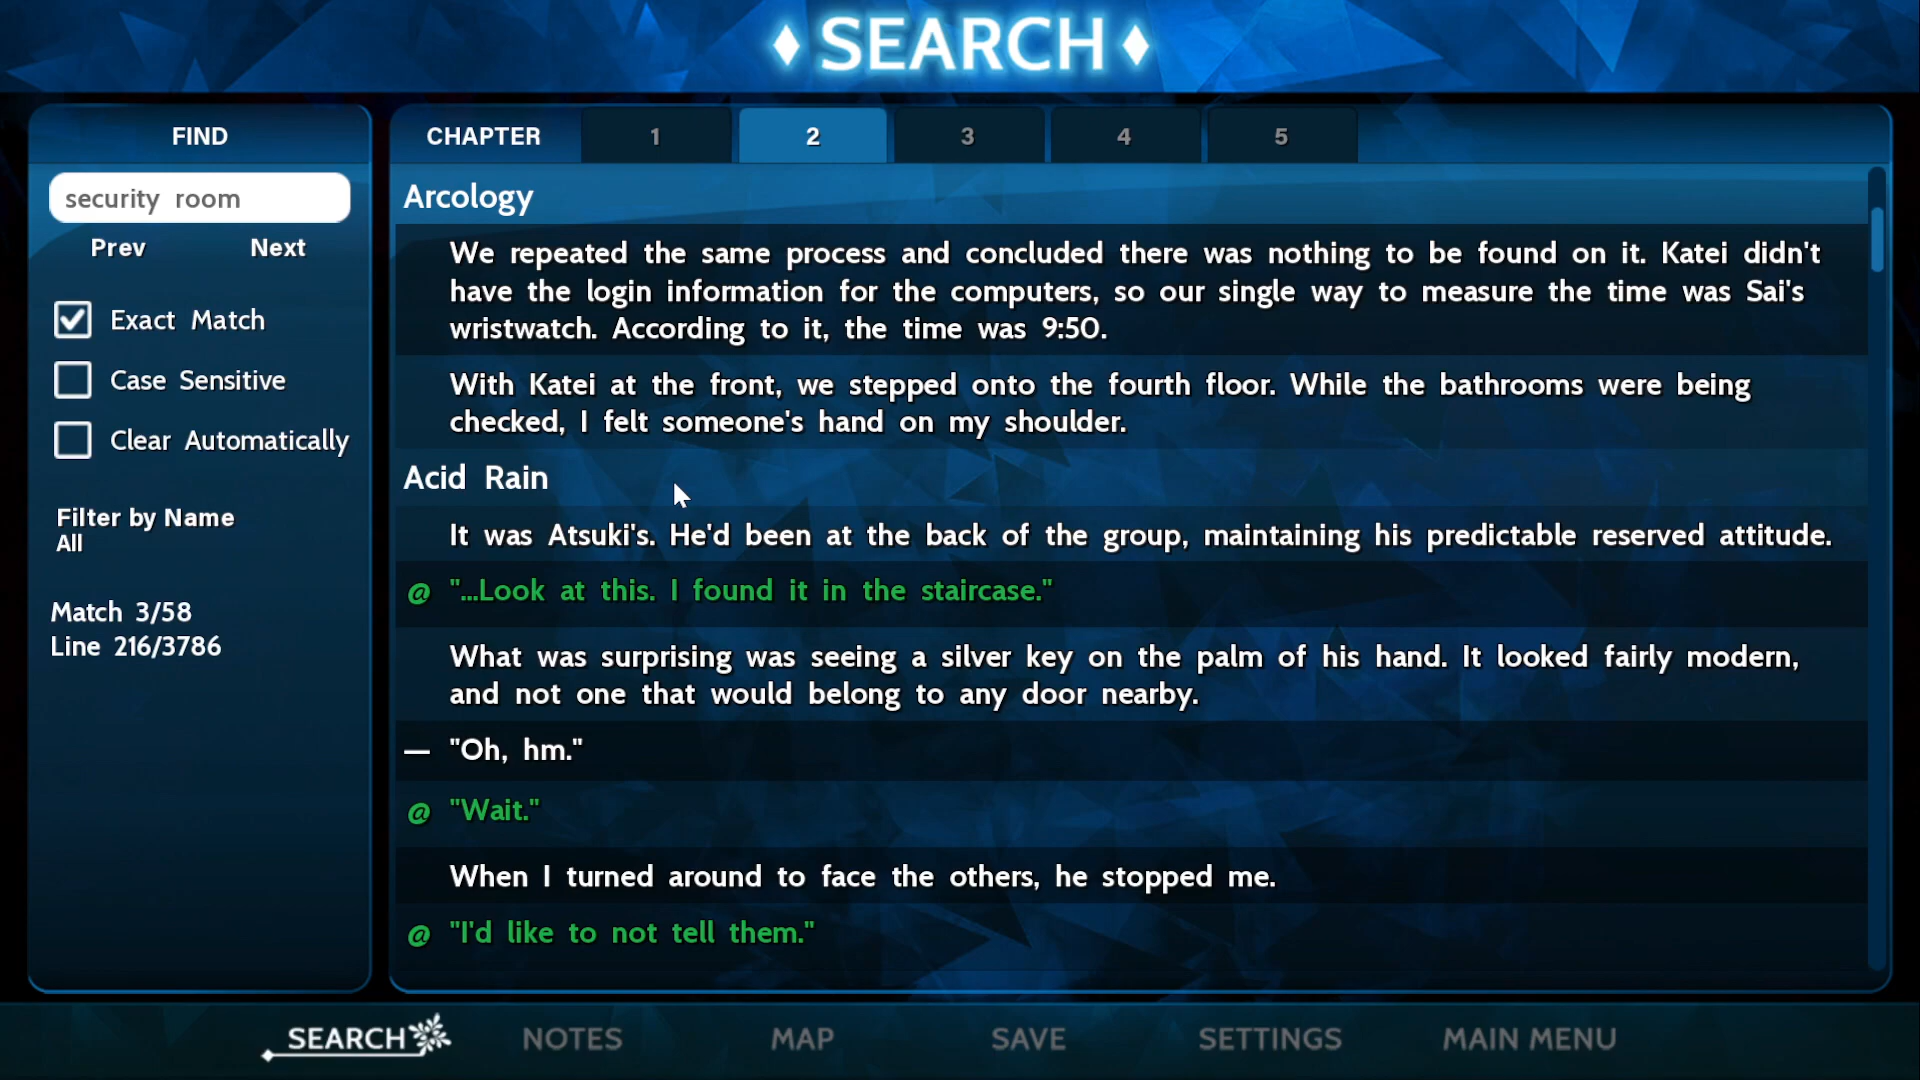 SEARCH
FIND
security room
Prev Next
Exact Match
Case Sensitive
Clear Automatically
Filter by Name
All
Match 3/58
Line 216/3786
CHAPTER 1 2 3 4 5
Arcology
We repeated the same process and concluded there was nothing to be found on it. Katei didn't
have the login information for the computers, so our single way to measure the time was Sai's
wristwatch. According to it, the time was 9:50.
With Katei at the front, we stepped onto the fourth floor. While the bathrooms were being
checked, I felt someone's hand on my shoulder.
Acid Rain
It was Atsuki's. He'd been at the back of the group, maintaining his predictable reserved attitude.
@ "...Look at this. I found it in the staircase."
What was surprising was seeing a silver key on the palm of his hand. It looked fairly modern,
and not one that would belong to any door nearby.
— "Oh, hm."
@ "Wait."
When I turned around to face the others, he stopped me.
@ "I'd like to not tell them."
SEARCH NOTES MAP SAVE SETTINGS MAIN MENU